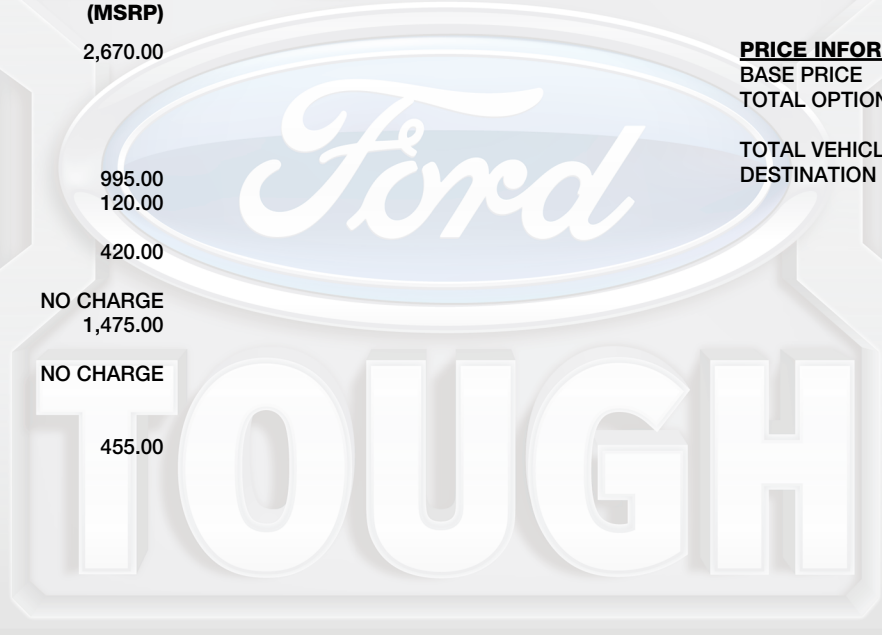 (MSRP)
2,670.00
995.00
120.00
420.00
NO CHARGE
1,475.00
NO CHARGE
455.00
PRICE INFOR
BASE PRICE
TOTAL OPTION
TOTAL VEHICL
DESTINATION
Ford
TOUGH